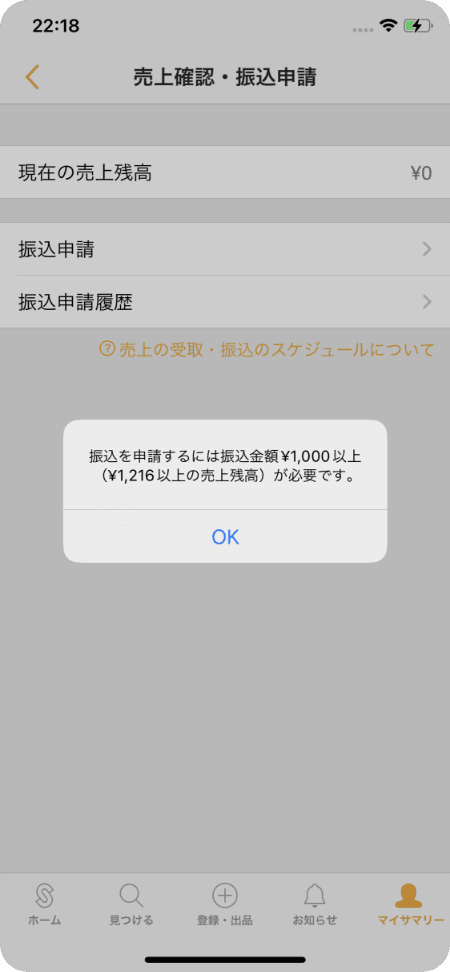 22:18
売上確認・振込申請
現在の売上残高 ¥0
振込申請
振込申請履歴
?売上の受取・振込のスケジュールについて
振込を申請するには振込金額¥1,000以上
（¥1,216以上の売上残高）が必要です。
OK
ホーム 見つける 登録・出品 お知らせ マイサマリー